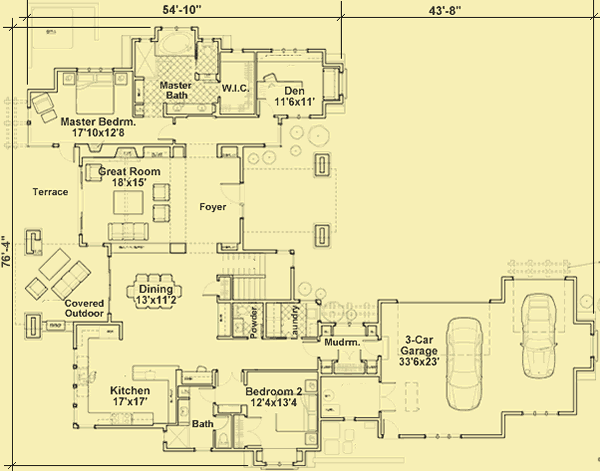 54'-10"
43'-8"
Master
Bath
W.I.C.
Den
11'6x11'
Master Bedrm.
17'10x12'8
Great Room
18'x15'
Terrace
Foyer
76'-4"
Dining
13'x11'2
Covered
Outdoor
Powder
Laundry
Mudrm.
3-Car
Garage
33'6x23'
Kitchen
17'x17'
Bedroom 2
12'4x13'4
Bath